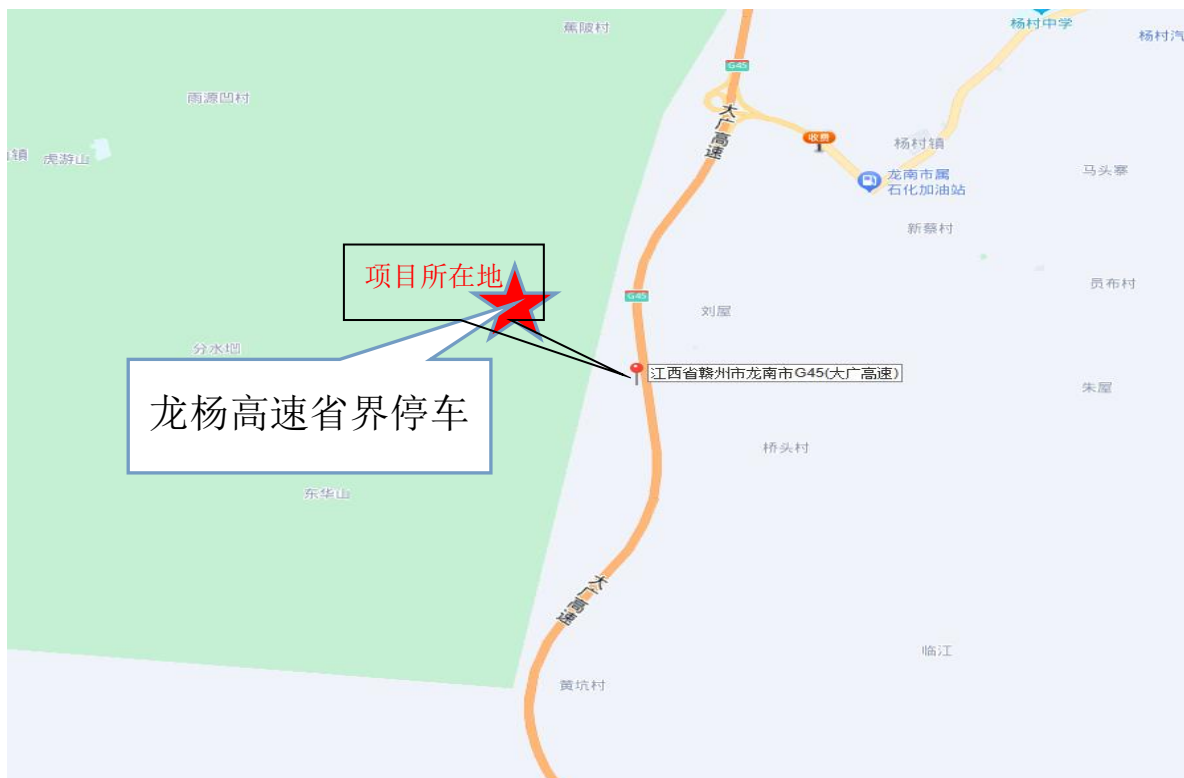 蕉陂村
杨村中学
杨村汽
G45
雨源凹村
大广高速
收费
杨村镇
镇
虎游山
龙南市属
石化加油站
马头寨
新蔡村
项目所在地
G45
员布村
刘屋
分水坳
江西省赣州市龙南市G45(大广高速)
朱屋
龙杨高速省界停车
桥头村
东华山
大广高速
临江
黄坑村